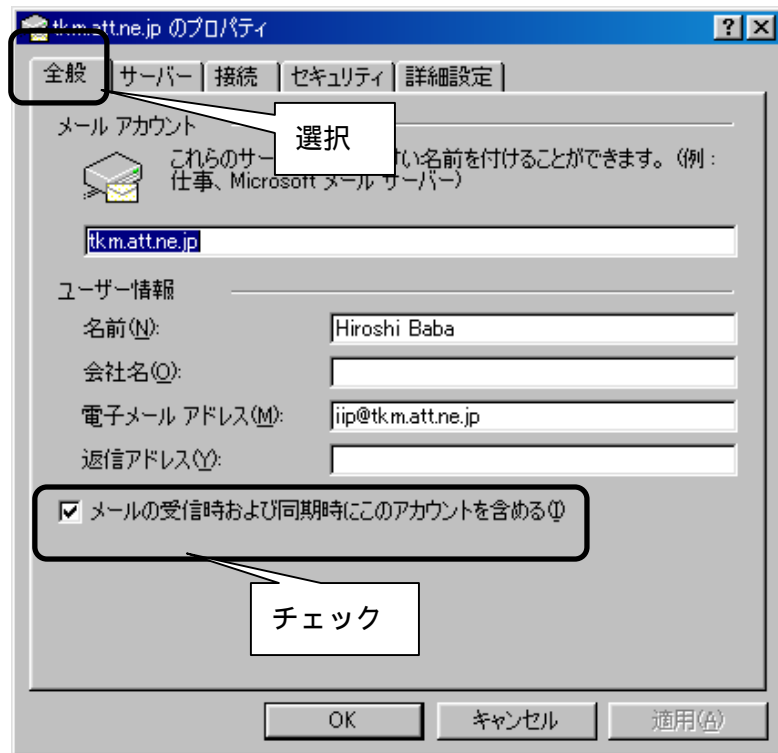 tk.m.att.ne.jp のプロパティ
全般 サーバー 接続 セキュリティ 詳細設定
選択
メール アカウント
これらのサー い名前を付けることができます。(例:
仕事、Microsoft メール サーバー)
tk.m.att.ne.jp
ユーザー情報
名前(N): Hiroshi Baba
会社名(O):
電子メール アドレス(M): iip@tk.m.att.ne.jp
返信アドレス(Y):
メールの受信時および同期時にこのアカウントを含める(I)
チェック
OK キャンセル 適用(A)